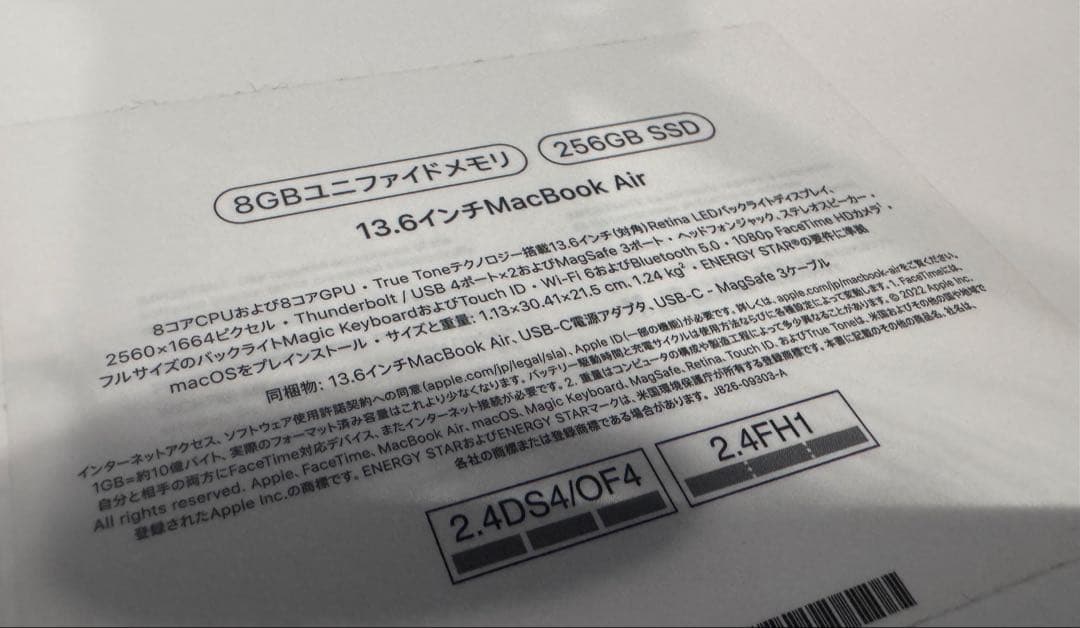 8GBユニファイドメモリ 256GB SSD
13.6インチMacBook Air
8コアCPUおよび8コアGPU・True Toneテクノロジー搭載13.6インチ(対角)Retina LEDバックライトディスプレイ、
2560×1664ピクセル・Thunderbolt / USB 4ポート×2およびMagSafe 3ポート・ヘッドフォンジャック、ステレオスピーカー・
フルサイズのバックライトMagic KeyboardおよびTouch ID・Wi-Fi 6およびBluetooth 5.0・1080p FaceTime HDカメラ¹・
macOSをプレインストール・サイズと重量: 1.13×30.41×21.5 cm, 1.24 kg²・ENERGY STAR®の要件に準拠
同梱物: 13.6インチMacBook Air、USB-C電源アダプタ、USB-C - MagSafe 3ケーブル
インターネットアクセス、ソフトウェア使用許諾契約への同意(apple.com/jp/legal/sla)、Apple ID(一部の機能)が必要です。詳しくは、apple.com/jp/macbook-airをご覧ください。
1GB=約10億バイト、実際のフォーマット済み容量はこれより少なくなります。バッテリー駆動時間と充電サイクルは使用方法ならびに各種設定によって変動します。1. FaceTimeには、
自分と相手の両方にFaceTime対応デバイス、またインターネット接続が必要です。2. 重量はコンピュータの構成や製造工程によって多少異なることがあります。© 2022 Apple Inc.
All rights reserved. Apple、FaceTime、MacBook Air、macOS、Magic Keyboard、MagSafe、Retina、Touch ID、およびTrue Toneは、米国およびその他の国や地域で
登録されたApple Inc.の商標です。ENERGY STARおよびENERGY STARマークは、米国環境保護庁が所有する登録商標です。本書に記載のその他の商品名、社名は、
各社の商標または登録商標である場合があります。 JB26-09303-A
2.4DS4/OF4 2.4FH1